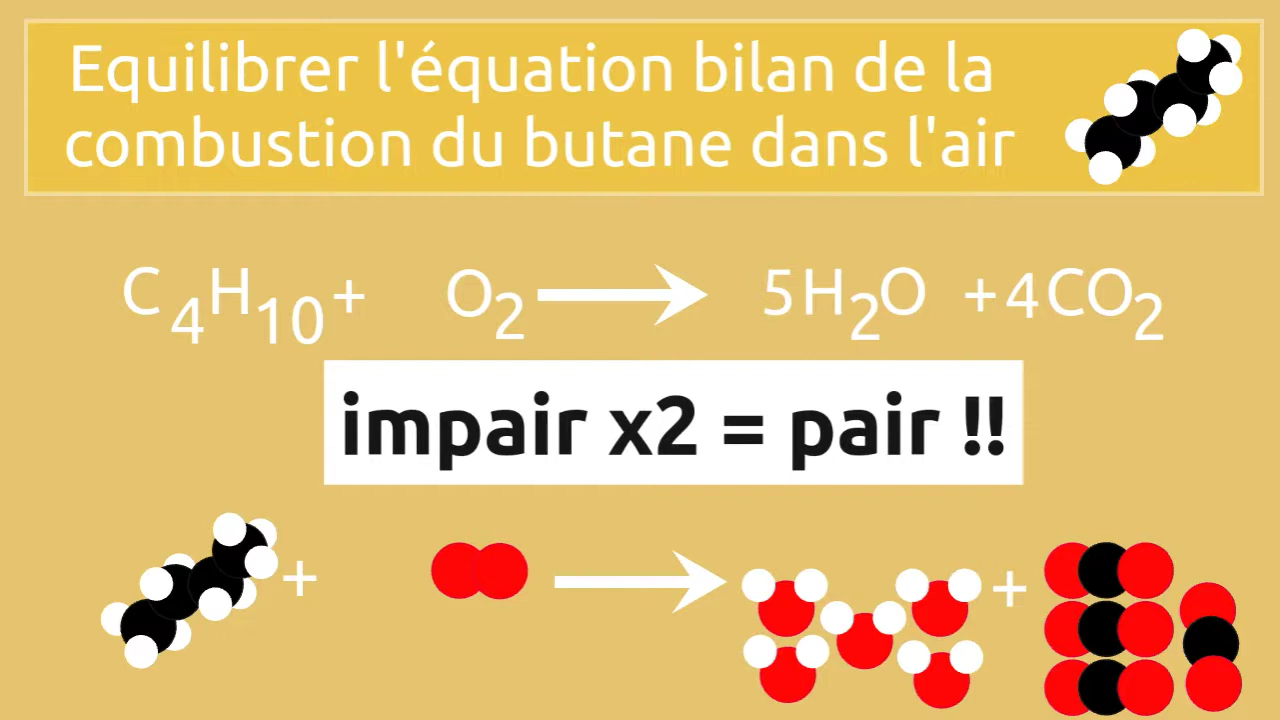 Equilibrer l'équation bilan de la
combustion du butane dans l'air
C4H10+ O2 → 5H2O +4CO2
impair x2 = pair !!
+ → +